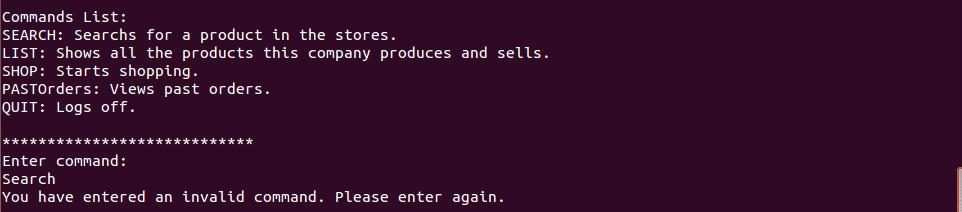 Commands List:
SEARCH: Searchs for a product in the stores.
LIST: Shows all the products this company produces and sells.
SHOP: Starts shopping.
PASTOrders: Views past orders.
QUIT: Logs off.
****************************
Enter command:
Search
You have entered an invalid command. Please enter again.